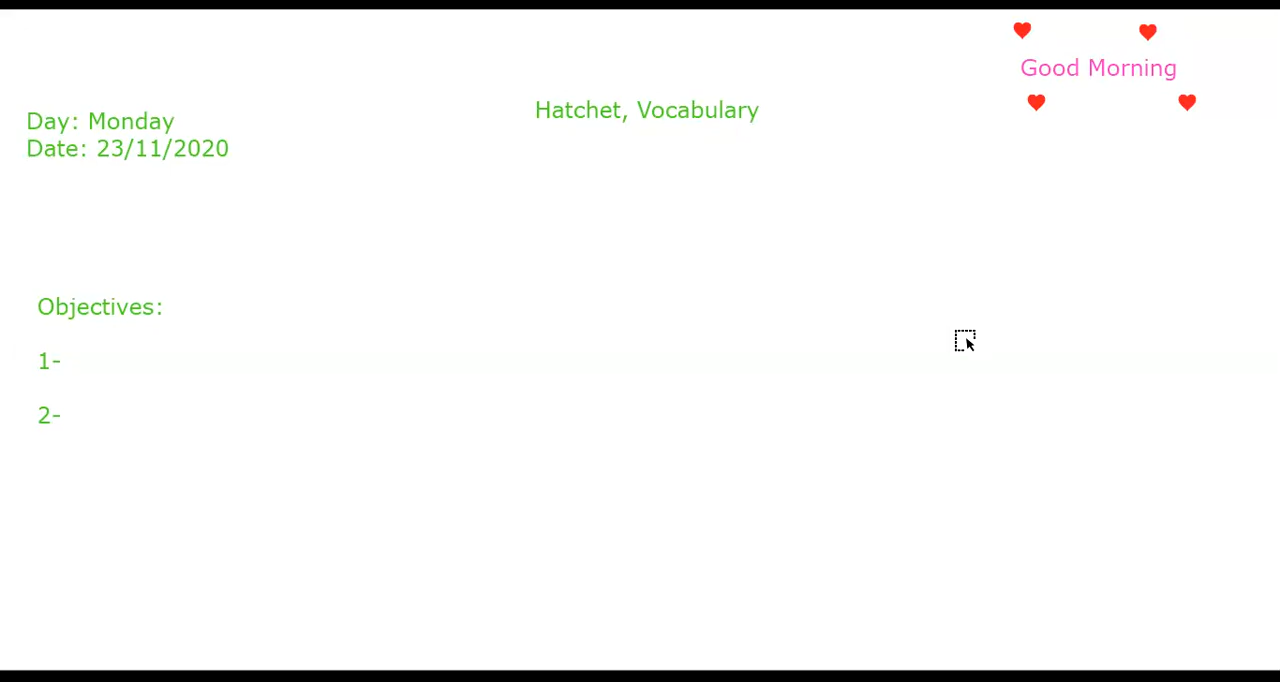 Good Morning
Hatchet, Vocabulary
Day: Monday
Date: 23/11/2020
Objectives:
1-
2-